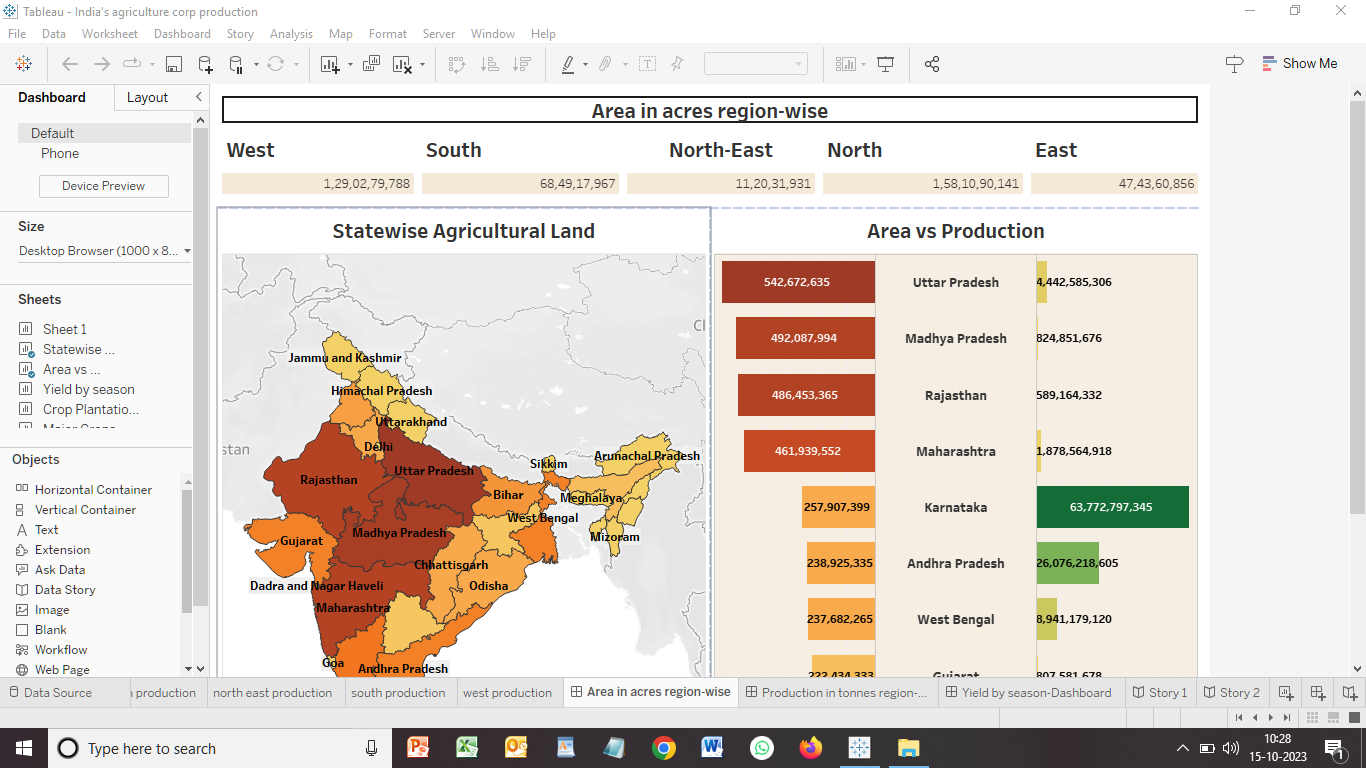 Tableau - India's agriculture corp production
File Data Worksheet Dashboard Story Analysis Map Format Server Window Help
Show Me
Dashboard Layout
Default
Phone
Device Preview
Size
Desktop Browser (1000 x 8...
Sheets
Sheet 1
Statewise ...
Area vs ...
Yield by season
Crop Plantatio...
Objects
Horizontal Container
Vertical Container
Text
Extension
Ask Data
Data Story
Image
Blank
Workflow
Web Page
Area in acres region-wise
West South North-East North East
1,29,02,79,788 68,49,17,967 11,20,31,931 1,58,10,90,141 47,43,60,856
Statewise Agricultural Land
Jammu and Kashmir
Himachal Pradesh
Uttarakhand
Delhi
Arunachal Pradesh
Sikkim
Uttar Pradesh
Rajasthan
Bihar
Meghalaya
West Bengal
Madhya Pradesh
Mizoram
Gujarat
Chhattisgarh
Dadra and Nagar Haveli
Odisha
Maharashtra
Goa
Andhra Pradesh
Area vs Production
542,672,635 Uttar Pradesh 4,442,585,306
492,087,994 Madhya Pradesh 824,851,676
486,453,365 Rajasthan 589,164,332
461,939,552 Maharashtra 1,878,564,918
257,907,399 Karnataka 63,772,797,345
238,925,335 Andhra Pradesh 26,076,218,605
237,682,265 West Bengal 8,941,179,120
222,434,333 Gujarat 807,581,678
Data Source production north east production south production west production Area in acres region-wise Production in tonnes region-... Yield by season-Dashboard Story 1 Story 2
Type here to search
10:28
15-10-2023
1